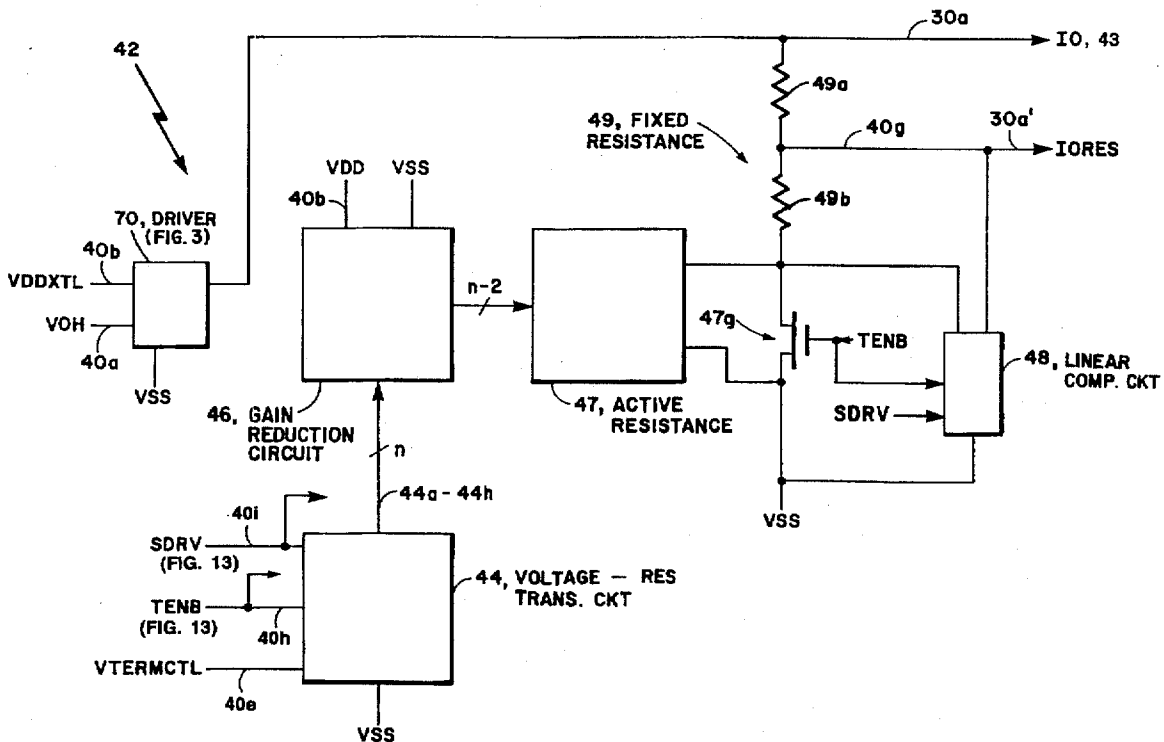 42
30a
IO, 43
49a
49, FIXED
RESISTANCE
40g
30a'
IORES
49b
VDD
VSS
40b
70, DRIVER
(FIG. 3)
40b
VDDXTL
VOH
40a
VSS
n-2
47g
TENB
SDRV
48, LINEAR
COMP. CKT
46, GAIN
REDUCTION
CIRCUIT
47, ACTIVE
RESISTANCE
n
44a - 44h
VSS
40i
SDRV
(FIG. 13)
TENB
(FIG. 13)
40h
44, VOLTAGE — RES
TRANS. CKT
VTERMCTL
40e
VSS